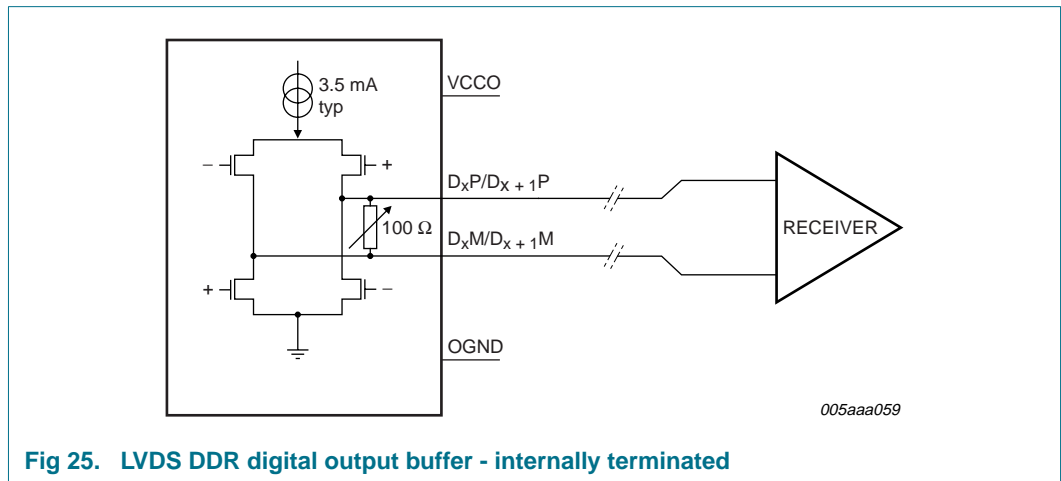 3.5 mA
typ
VCCO
– +
DxP/Dx + 1P
100 Ω
DxM/Dx + 1M
RECEIVER
+ –
OGND
005aaa059
Fig 25. LVDS DDR digital output buffer - internally terminated